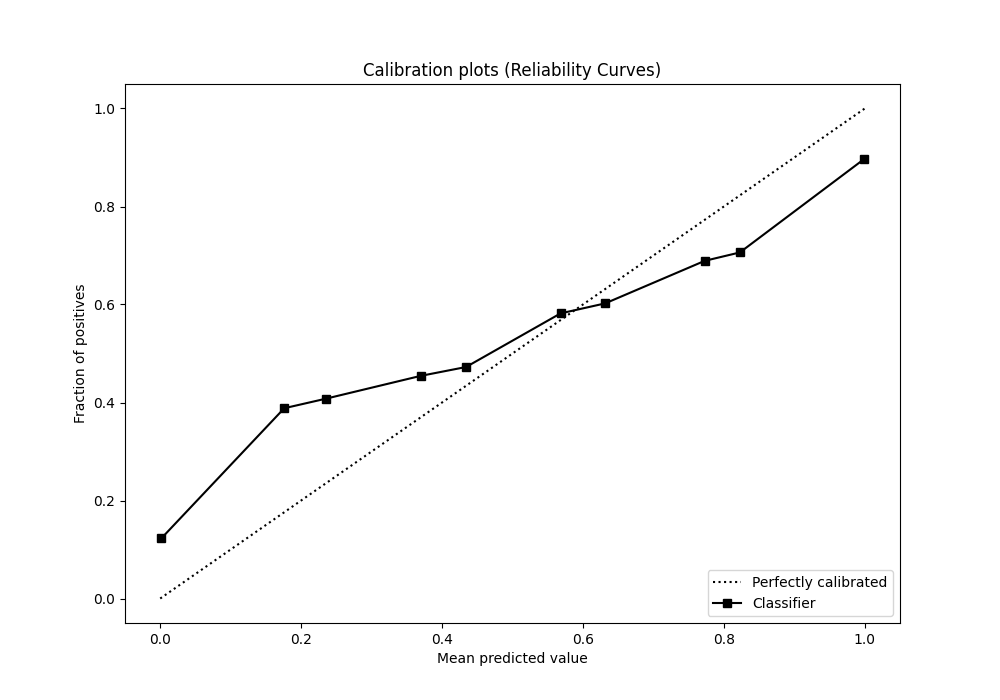 Calibration plots (Reliability Curves)
Fraction of positives
1.0
0.8
0.6
0.4
0.2
0.0
0.0 0.2 0.4 0.6 0.8 1.0
Mean predicted value
Perfectly calibrated
Classifier